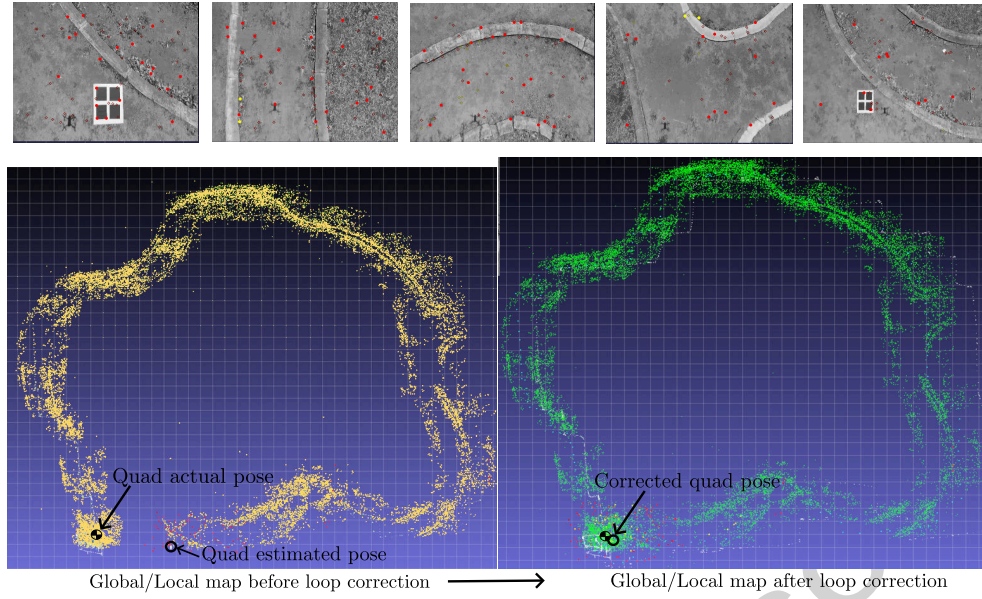 Quad actual pose
Quad estimated pose
Corrected quad pose
Global/Local map before loop correction
Global/Local map after loop correction